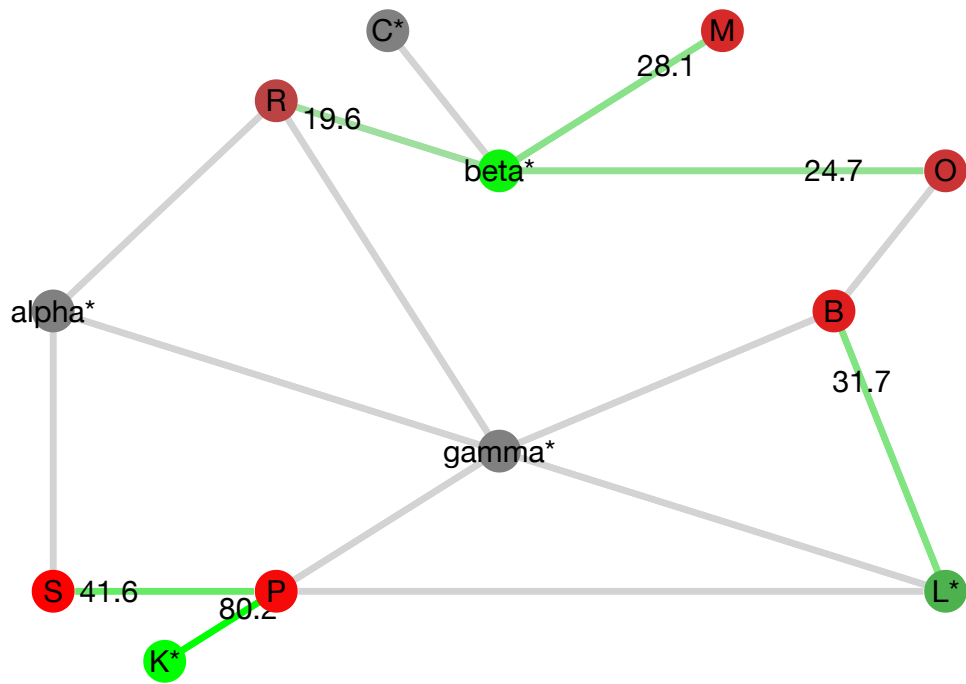 C*
M
28.1
R
19.6
beta*
24.7
O
alpha*
B
31.7
gamma*
S
41.6
P
80.2
L*
K*